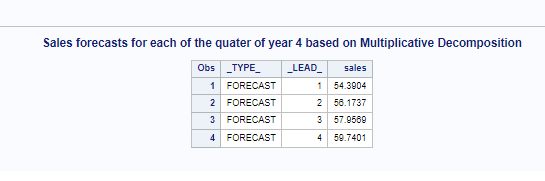 Sales forecasts for each of the quater of year 4 based on Multiplicative Decomposition
Obs _TYPE_ _LEAD_ sales
1 FORECAST 1 54.3904
2 FORECAST 2 56.1737
3 FORECAST 3 57.9569
4 FORECAST 4 59.7401